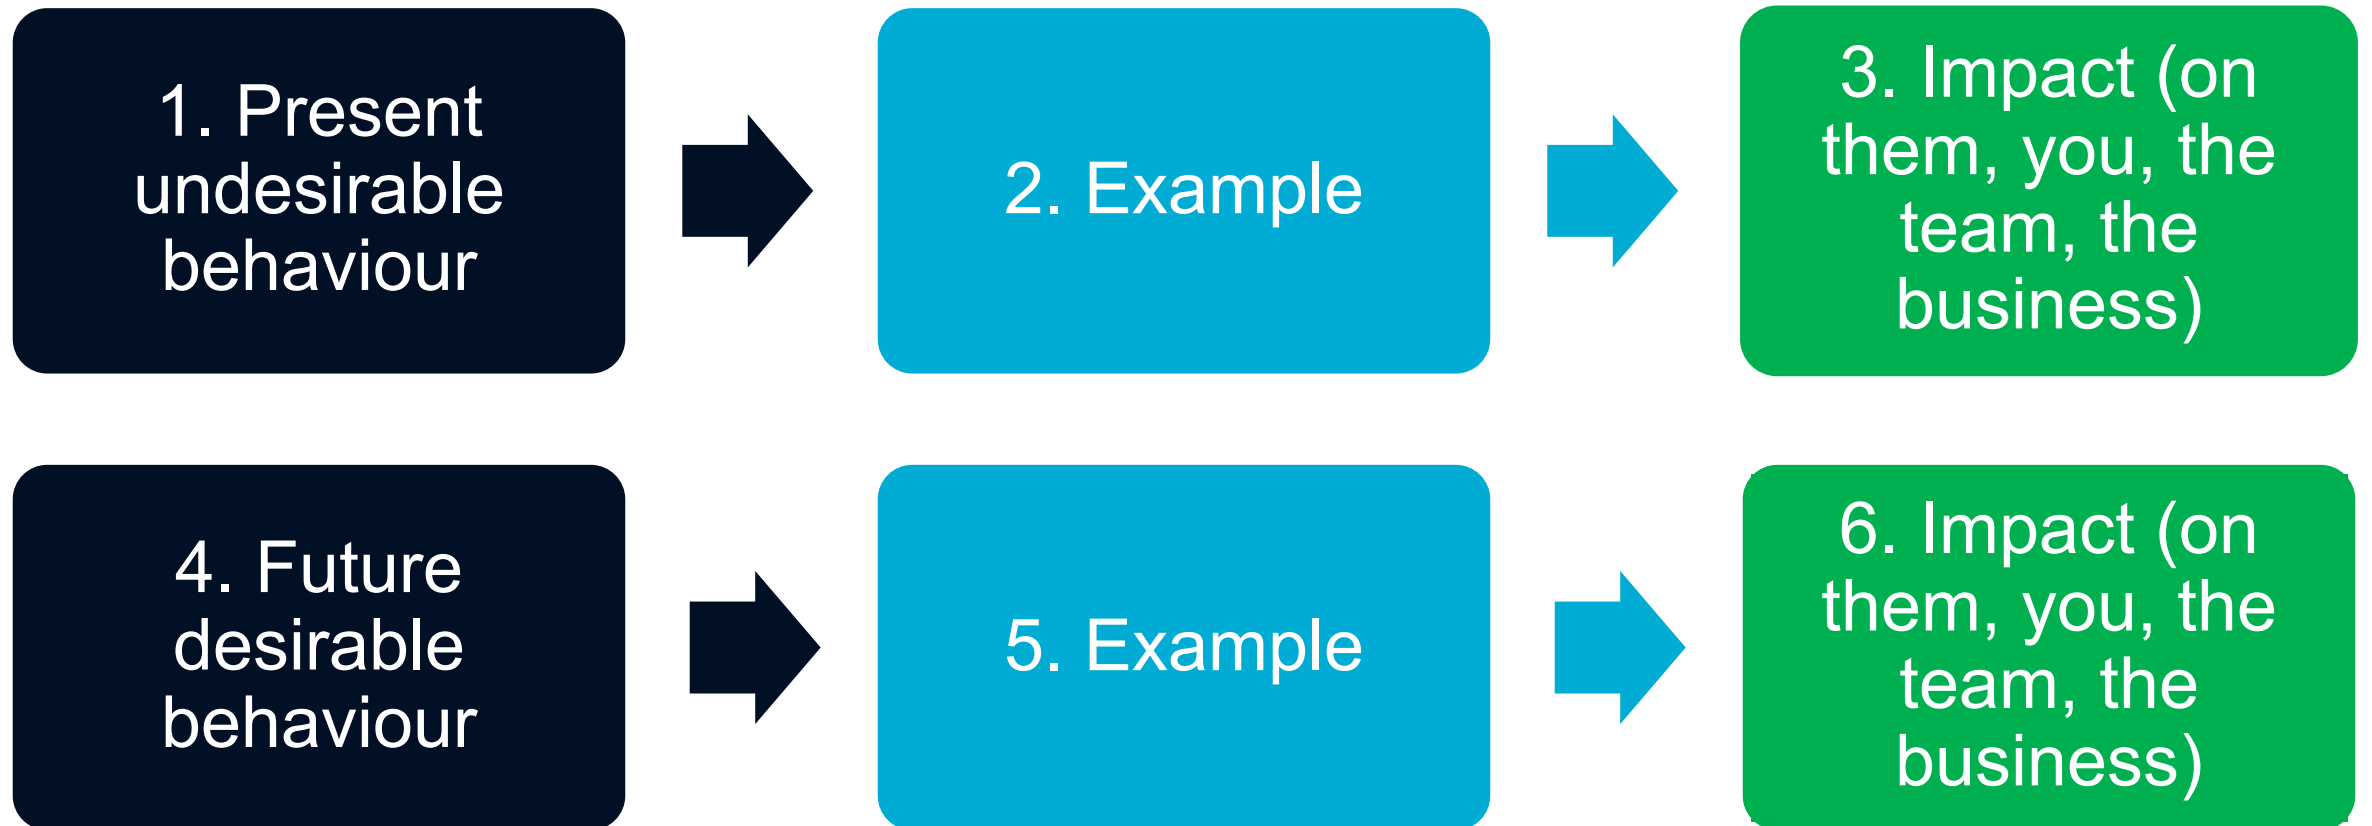 1. Present
undesirable
behaviour
2. Example
3. Impact (on
them, you, the
team, the
business)
4. Future
desirable
behaviour
5. Example
6. Impact (on
them, you, the
team, the
business)